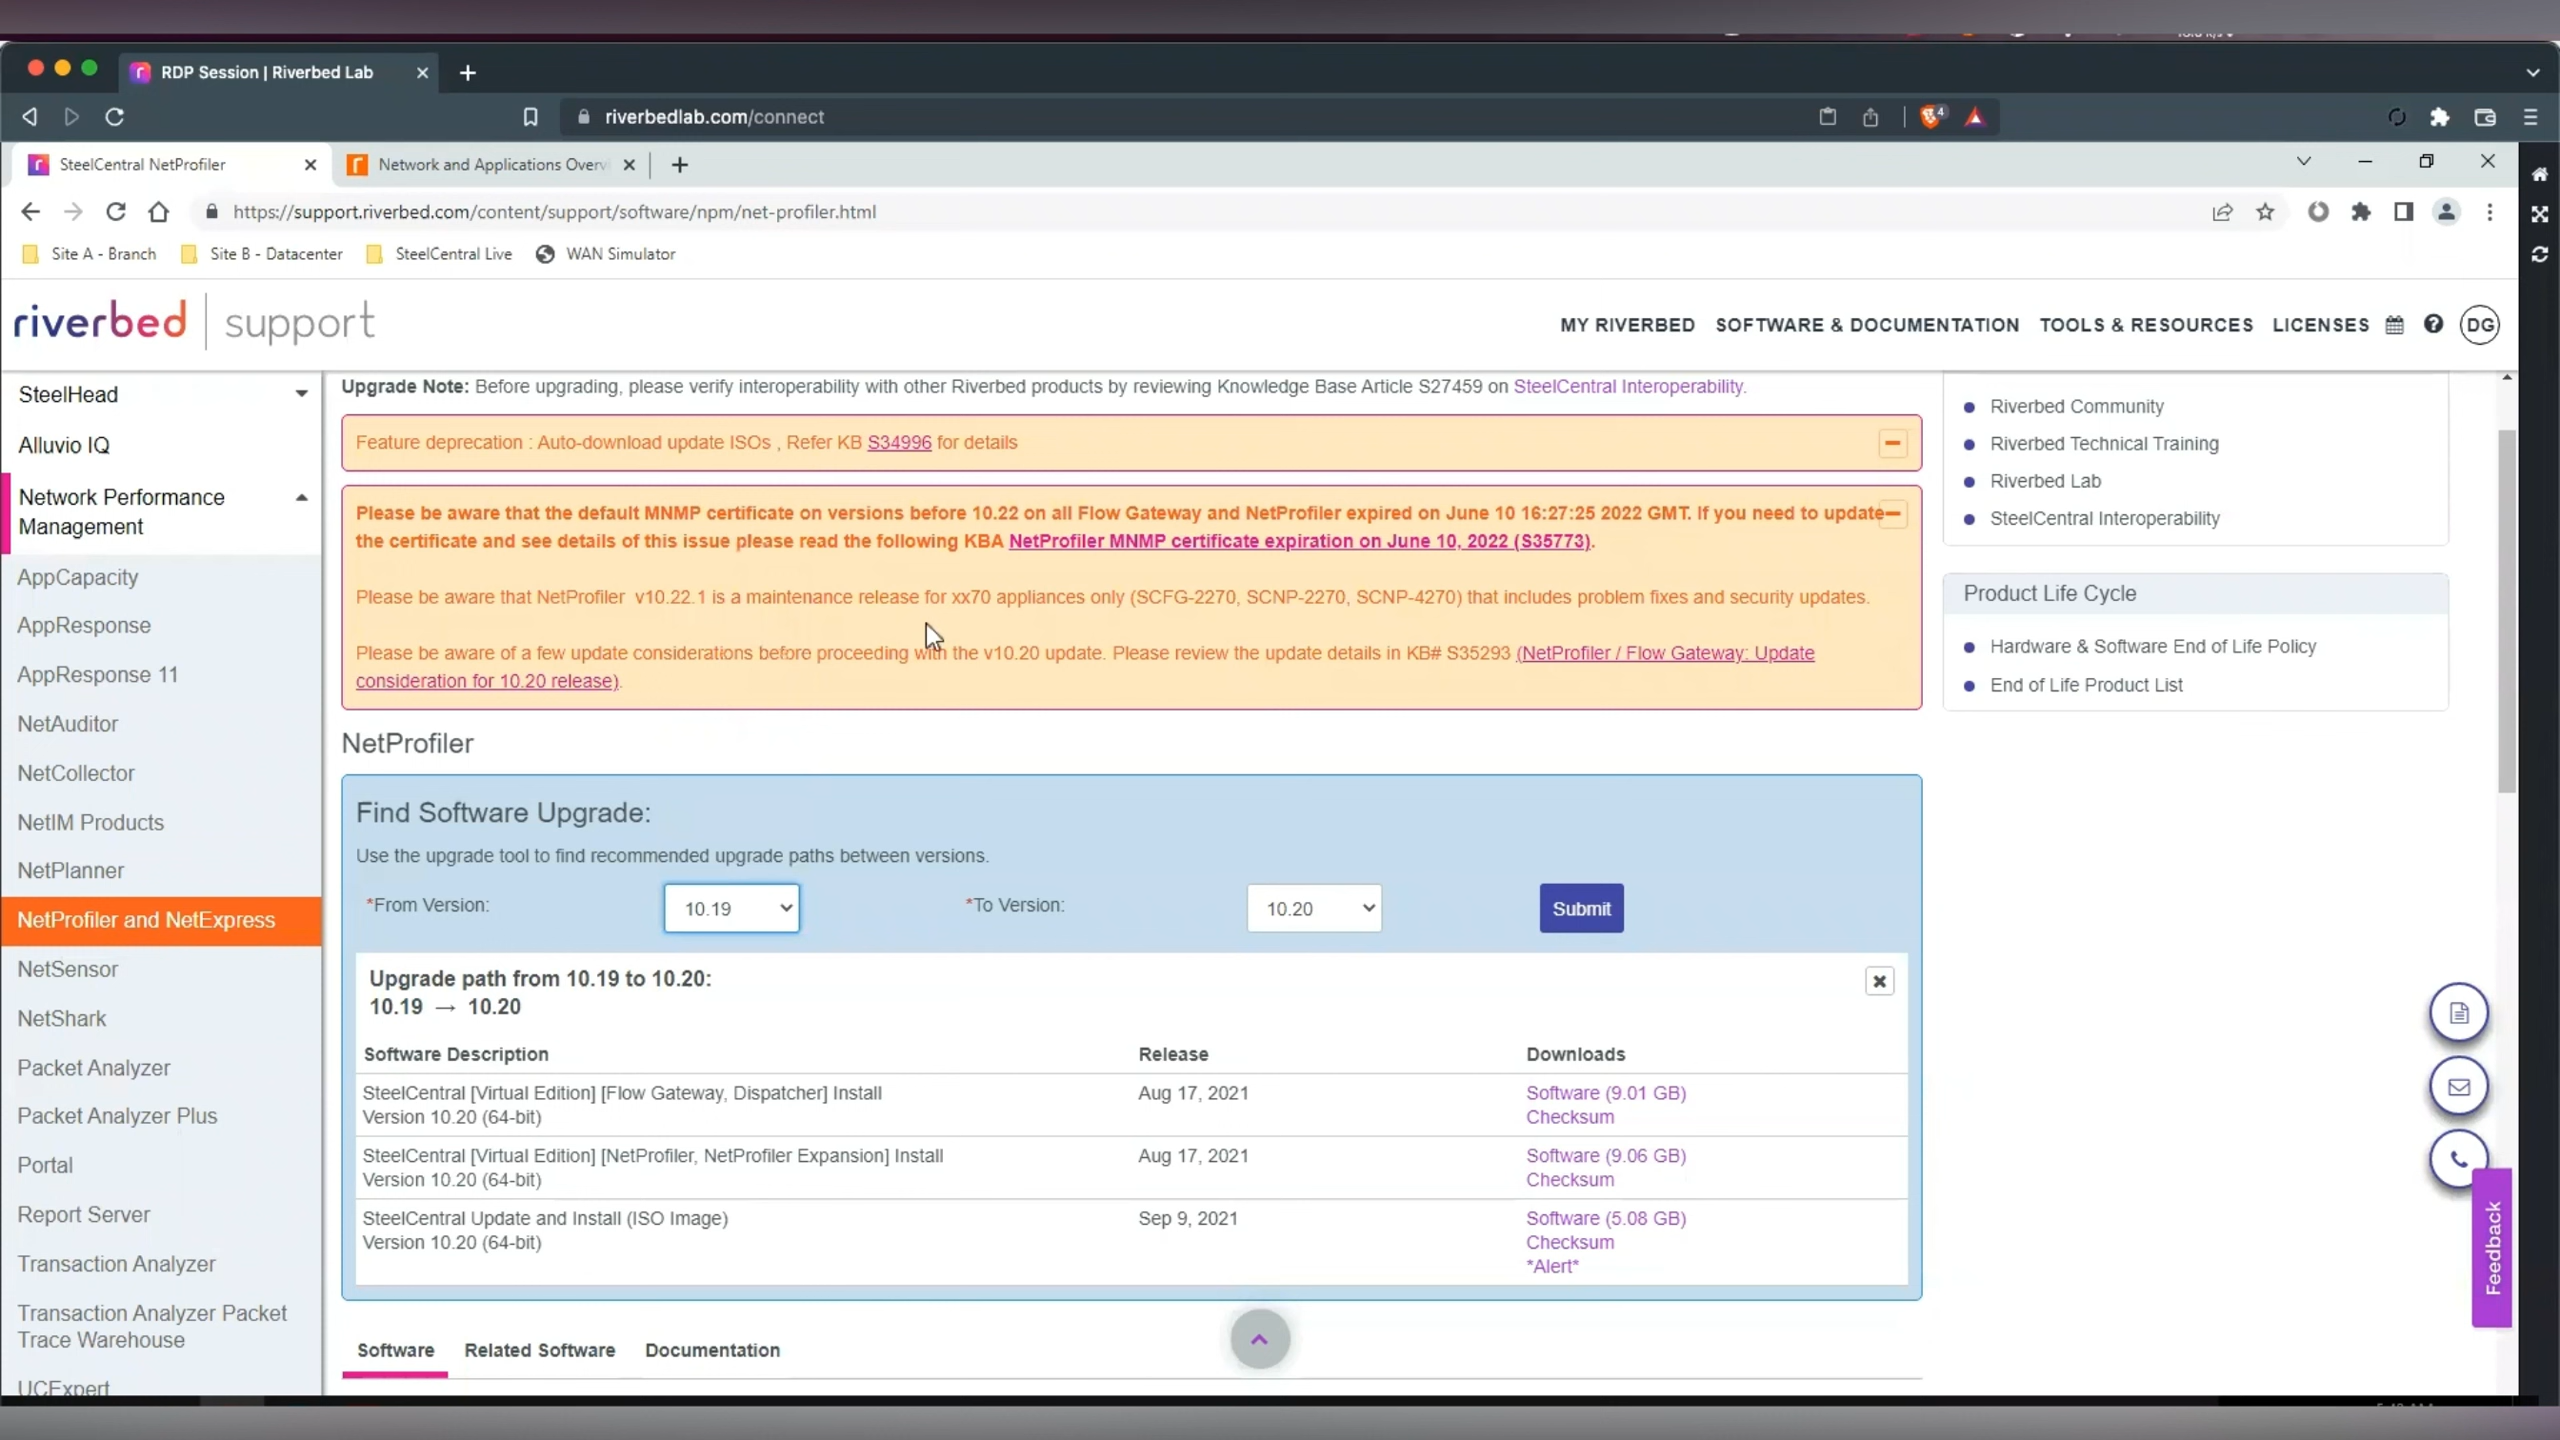 RDP Session | Riverbed Lab
riverbedlab.com/connect
4
SteelCentral NetProfiler
Network and Applications Overv
https://support.riverbed.com/content/support/software/npm/net-profiler.html
Site A - Branch
Site B - Datacenter
SteelCentral Live
WAN Simulator
riverbed | support
MY RIVERBED
SOFTWARE & DOCUMENTATION
TOOLS & RESOURCES
LICENSES
DG
SteelHead
Alluvio IQ
Network Performance
Management
AppCapacity
AppResponse
AppResponse 11
NetAuditor
NetCollector
NetIM Products
NetPlanner
NetProfiler and NetExpress
NetSensor
NetShark
Packet Analyzer
Packet Analyzer Plus
Portal
Report Server
Transaction Analyzer
Transaction Analyzer Packet
Trace Warehouse
UCExpert
Upgrade Note: Before upgrading, please verify interoperability with other Riverbed products by reviewing Knowledge Base Article S27459 on SteelCentral Interoperability.
Feature deprecation : Auto-download update ISOs , Refer KB S34996 for details
Please be aware that the default MNMP certificate on versions before 10.22 on all Flow Gateway and NetProfiler expired on June 10 16:27:25 2022 GMT. If you need to update
the certificate and see details of this issue please read the following KBA NetProfiler MNMP certificate expiration on June 10, 2022 (S35773).
Please be aware that NetProfiler v10.22.1 is a maintenance release for xx70 appliances only (SCFG-2270, SCNP-2270, SCNP-4270) that includes problem fixes and security updates.
Please be aware of a few update considerations before proceeding with the v10.20 update. Please review the update details in KB# S35293 (NetProfiler / Flow Gateway: Update
consideration for 10.20 release).
NetProfiler
Find Software Upgrade:
Use the upgrade tool to find recommended upgrade paths between versions.
*From Version:
10.19
*To Version:
10.20
Submit
Upgrade path from 10.19 to 10.20:
10.19 → 10.20
Software Description
Release
Downloads
SteelCentral [Virtual Edition] [Flow Gateway, Dispatcher] Install
Version 10.20 (64-bit)
Aug 17, 2021
Software (9.01 GB)
Checksum
SteelCentral [Virtual Edition] [NetProfiler, NetProfiler Expansion] Install
Version 10.20 (64-bit)
Aug 17, 2021
Software (9.06 GB)
Checksum
SteelCentral Update and Install (ISO Image)
Version 10.20 (64-bit)
Sep 9, 2021
Software (5.08 GB)
Checksum
*Alert*
Software
Related Software
Documentation
Riverbed Community
Riverbed Technical Training
Riverbed Lab
SteelCentral Interoperability
Product Life Cycle
Hardware & Software End of Life Policy
End of Life Product List
Feedback